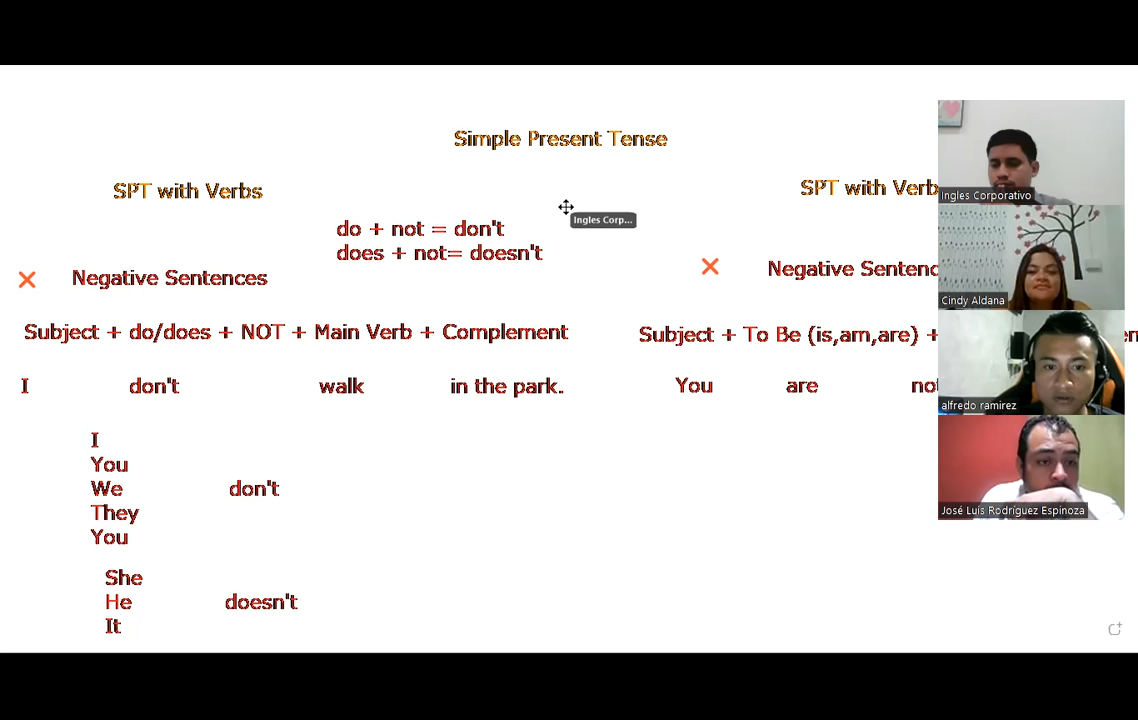 Simple Present Tense
SPT with Verbs
do + not = don't
does + not= doesn't
Negative Sentences
Subject + do/does + NOT + Main Verb + Complement
I don't walk in the park.
I
You
We don't
They
You
She
He doesn't
It
SPT with
Negative
Subject + To Be (is,am,are) +
You are
Ingles Corp...
Ingles Corporativo
Cindy Aldana
alfredo ramirez
José Luís Rodríguez Espinoza